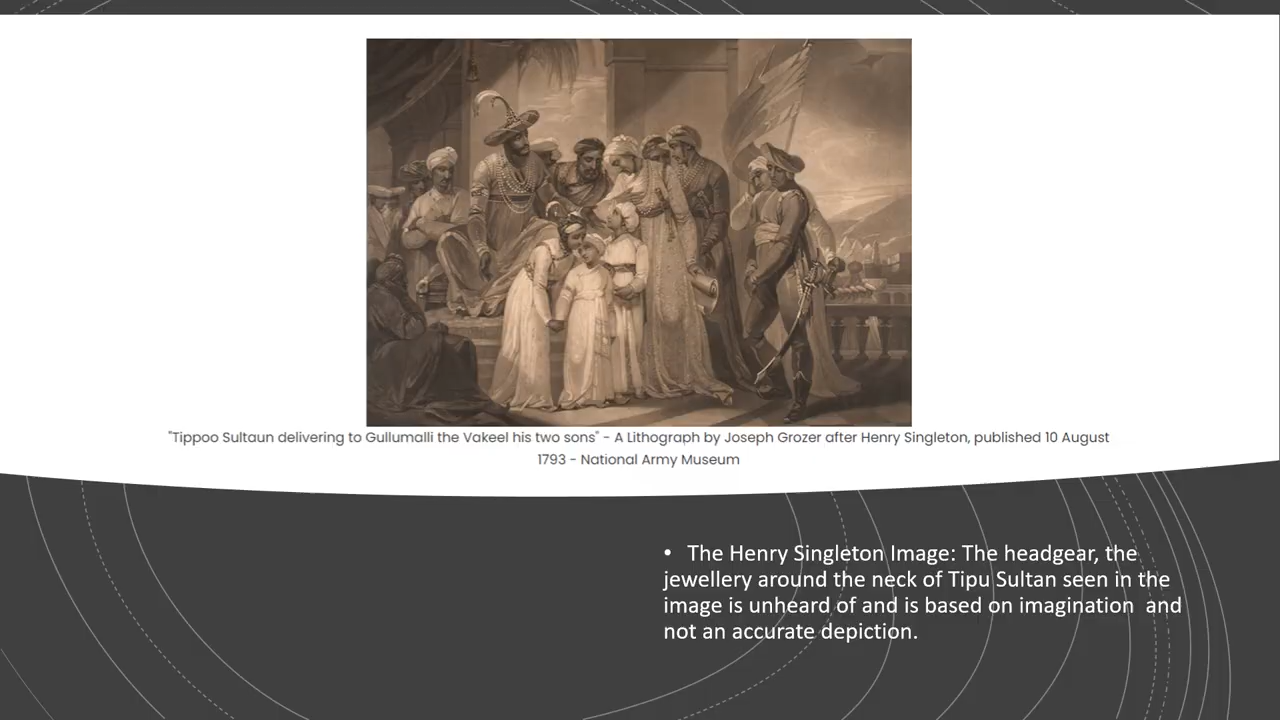 "Tippoo Sultaun delivering to Gullumalli the Vakeel his two sons" - A Lithograph by Joseph Grozer after Henry Singleton, published 10 August
1793 - National Army Museum
• The Henry Singleton Image: The headgear, the
jewellery around the neck of Tipu Sultan seen in the
image is unheard of and is based on imagination and
not an accurate depiction.